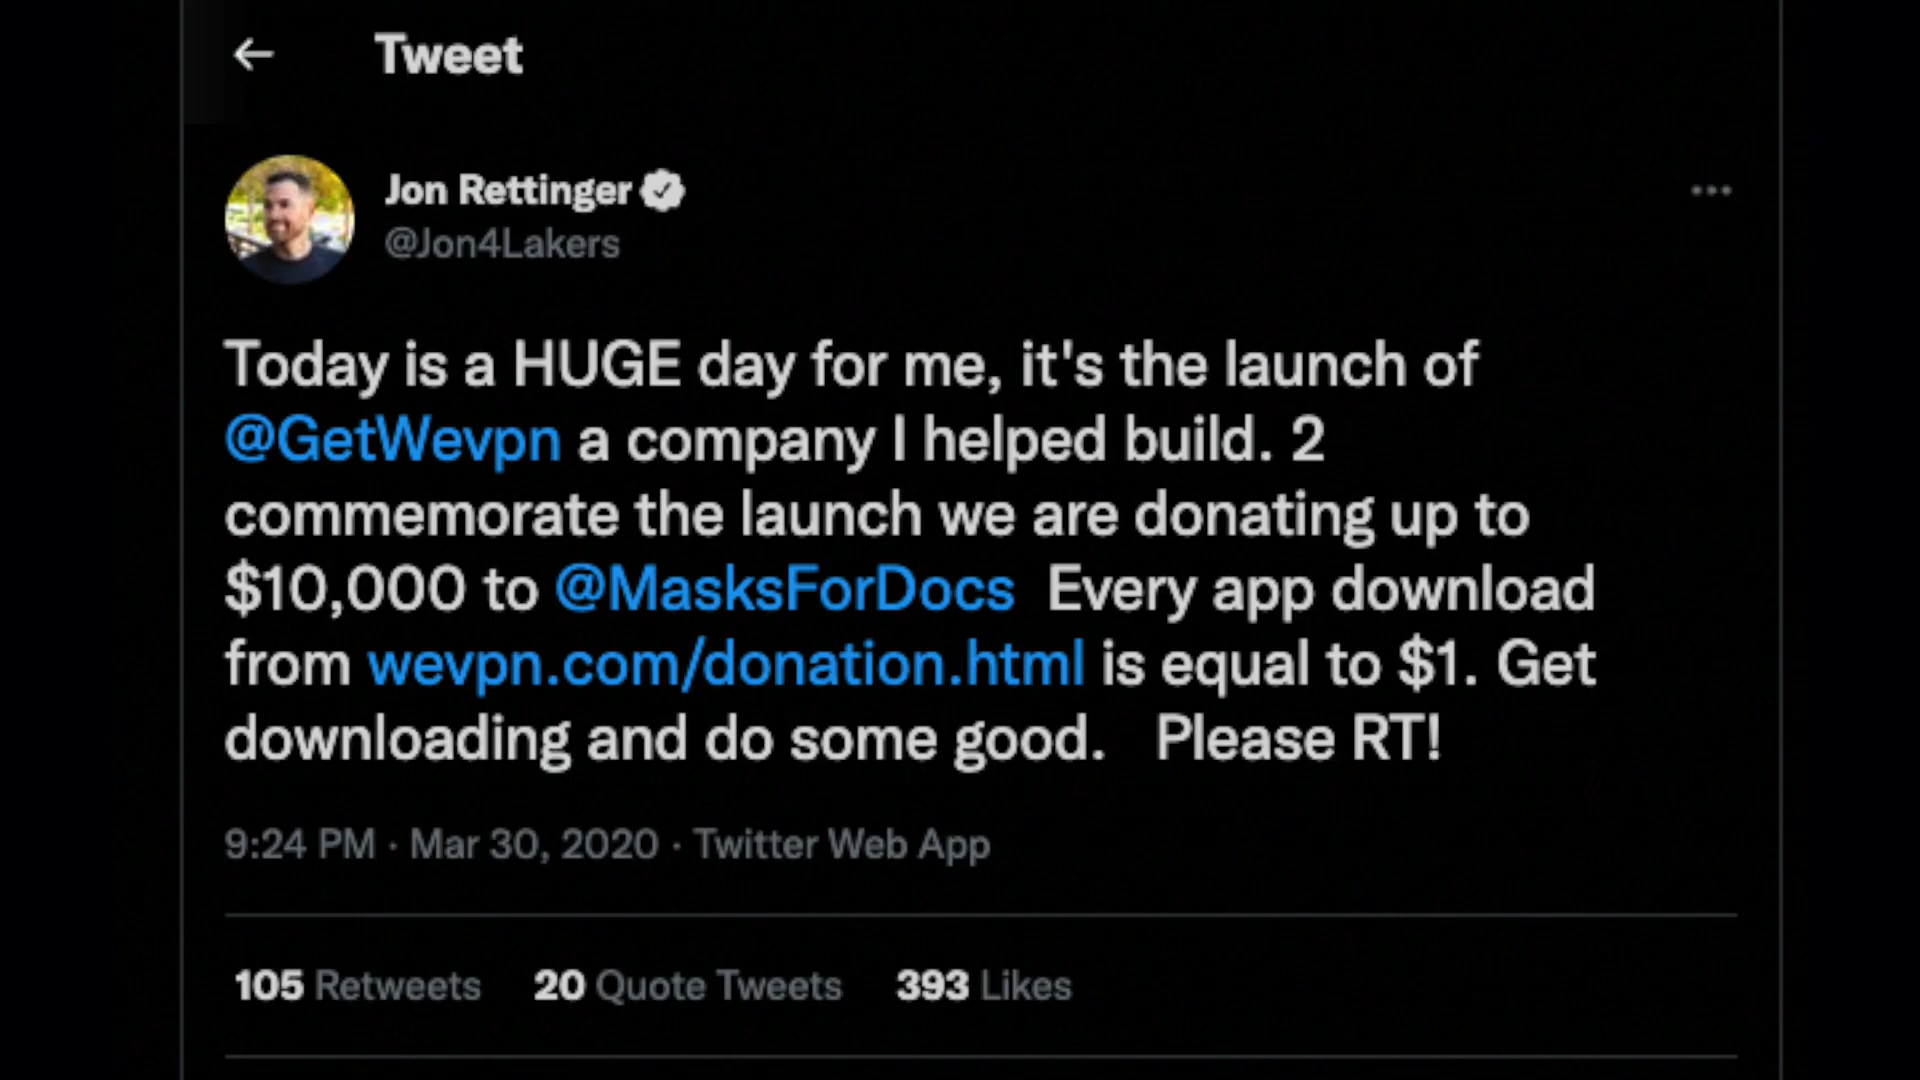 Tweet
Jon Rettinger
@Jon4Lakers
Today is a HUGE day for me, it's the launch of
@GetWevpn a company I helped build. 2
commemorate the launch we are donating up to
$10,000 to @MasksForDocs  Every app download
from wevpn.com/donation.html is equal to $1. Get
downloading and do some good.   Please RT!
9:24 PM · Mar 30, 2020 · Twitter Web App
105 Retweets 20 Quote Tweets 393 Likes